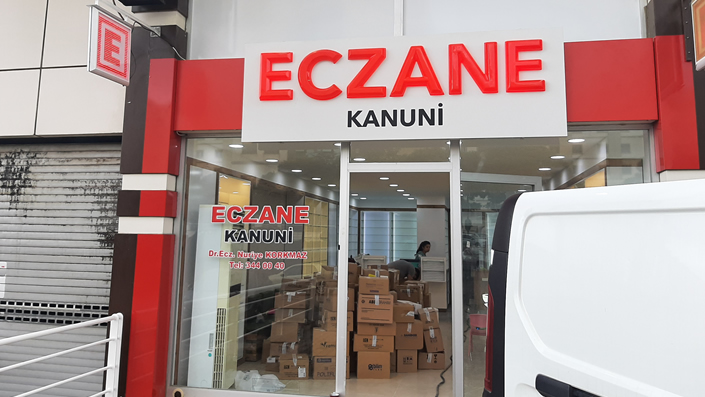 E
ECZANE
KANUNİ
ECZANE
KANUNİ
Dr.Ecz. Nuriye KORKMAZ
Tel: 344 00 40